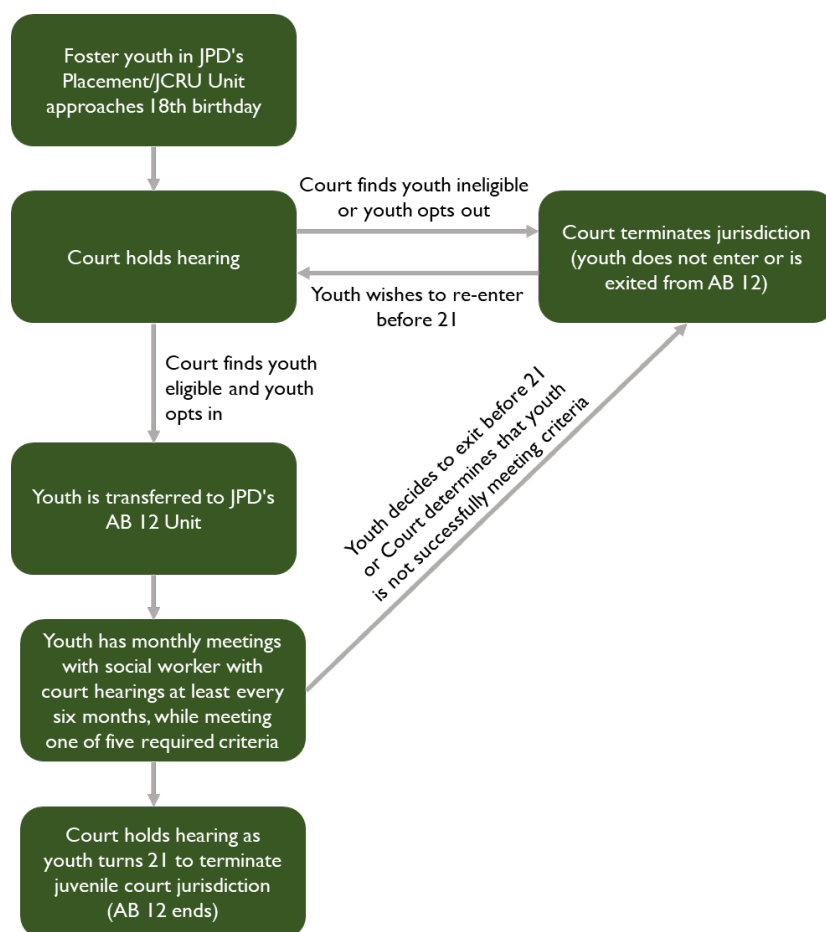 Foster youth in JPD's
Placement/JCRU Unit
approaches 18th birthday
Court finds youth ineligible
or youth opts out
Court holds hearing
Court terminates jurisdiction
(youth does not enter or is
exited from AB 12)
Youth wishes to re-enter
before 21
Court finds youth
eligible and youth
opts in
Youth decides to exit before 21
or Court determines that youth
is not successfully meeting criteria
Youth is transferred to JPD's
AB 12 Unit
Youth has monthly meetings
with social worker with
court hearings at least every
six months, while meeting
one of five required criteria
Court holds hearing as
youth turns 21 to terminate
juvenile court jurisdiction
(AB 12 ends)